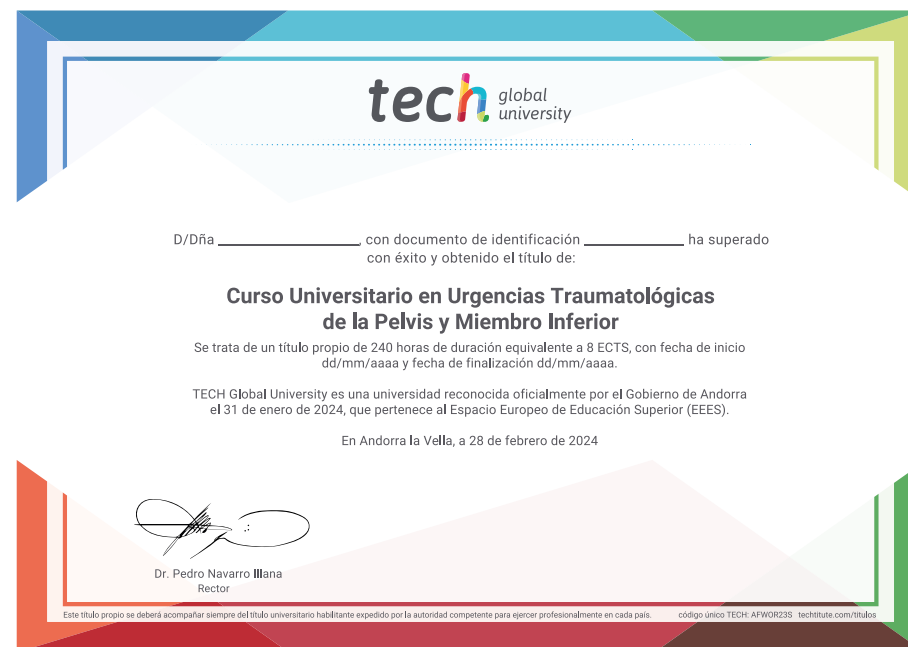 tech global university
D/Dña ____________________, con documento de identificación ______________ ha superado
con éxito y obtenido el título de:
Curso Universitario en Urgencias Traumatológicas
de la Pelvis y Miembro Inferior
Se trata de un título propio de 240 horas de duración equivalente a 8 ECTS, con fecha de inicio
dd/mm/aaaa y fecha de finalización dd/mm/aaaa.
TECH Global University es una universidad reconocida oficialmente por el Gobierno de Andorra
el 31 de enero de 2024, que pertenece al Espacio Europeo de Educación Superior (EEES).
En Andorra la Vella, a 28 de febrero de 2024
Dr. Pedro Navarro Illana
Rector
Este título propio se deberá acompañar siempre del título universitario habilitante expedido por la autoridad competente para ejercer profesionalmente en cada país. código único TECH: AFWOR23S techtitute.com/titulos